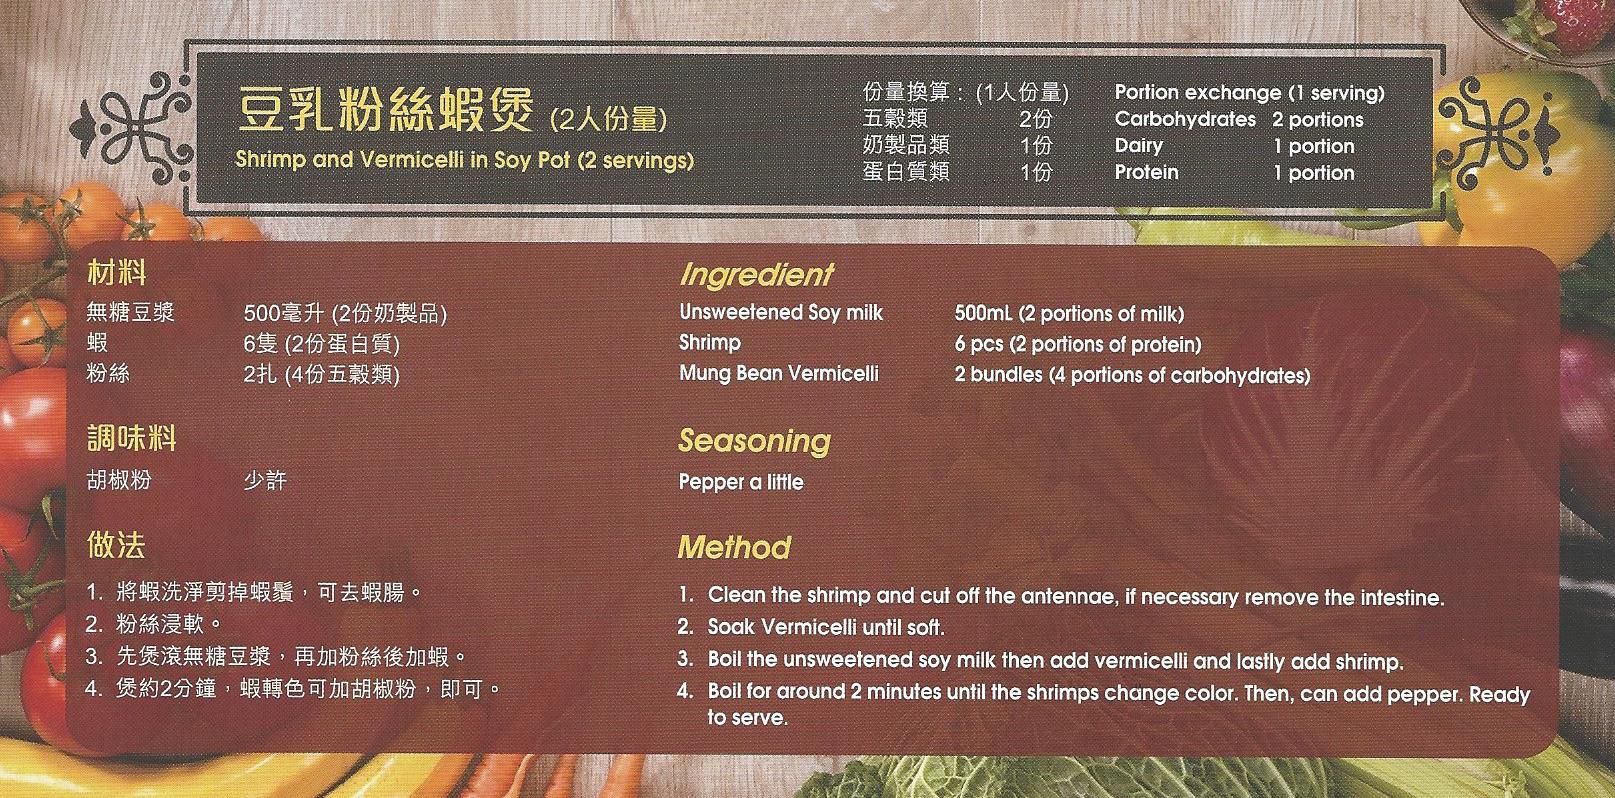 豆乳粉絲蝦煲 (2人份量)
Shrimp and Vermicelli in Soy Pot (2 servings)
份量換算： (1人份量)
五穀類 2份
奶製品類 1份
蛋白質類 1份
Portion exchange (1 serving)
Carbohydrates 2 portions
Dairy 1 portion
Protein 1 portion
材料
無糖豆漿 500毫升 (2份奶製品)
蝦 6隻 (2份蛋白質)
粉絲 2扎 (4份五穀類)
調味料
胡椒粉 少許
做法
1. 將蝦洗淨剪掉蝦鬚，可去蝦腸。
2. 粉絲浸軟。
3. 先煲滾無糖豆漿，再加粉絲後加蝦。
4. 煲約2分鐘，蝦轉色可加胡椒粉，即可。
Ingredient
Unsweetened Soy milk 500mL (2 portions of milk)
Shrimp 6 pcs (2 portions of protein)
Mung Bean Vermicelli 2 bundles (4 portions of carbohydrates)
Seasoning
Pepper a little
Method
1. Clean the shrimp and cut off the antennae, if necessary remove the intestine.
2. Soak Vermicelli until soft.
3. Boil the unsweetened soy milk then add vermicelli and lastly add shrimp.
4. Boil for around 2 minutes until the shrimps change color. Then, can add pepper. Ready
to serve.